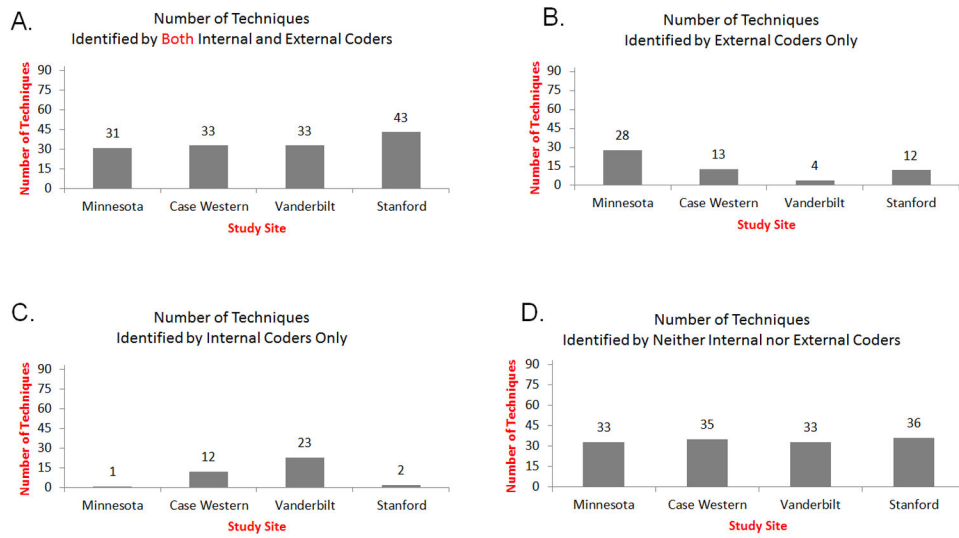 A.
Number of Techniques
Identified by Both Internal and External Coders
Number of Techniques
90
75
60
45
30
15
0
31
33
33
43
Minnesota Case Western Vanderbilt Stanford
Study Site
B.
Number of Techniques
Identified by External Coders Only
Number of Techniques
90
75
60
45
30
15
0
28
13
4
12
Minnesota Case Western Vanderbilt Stanford
Study Site
C.
Number of Techniques
Identified by Internal Coders Only
Number of Techniques
90
75
60
45
30
15
0
1
12
23
2
Minnesota Case Western Vanderbilt Stanford
Study Site
D.
Number of Techniques
Identified by Neither Internal nor External Coders
Number of Techniques
90
75
60
45
30
15
0
33
35
33
36
Minnesota Case Western Vanderbilt Stanford
Study Site